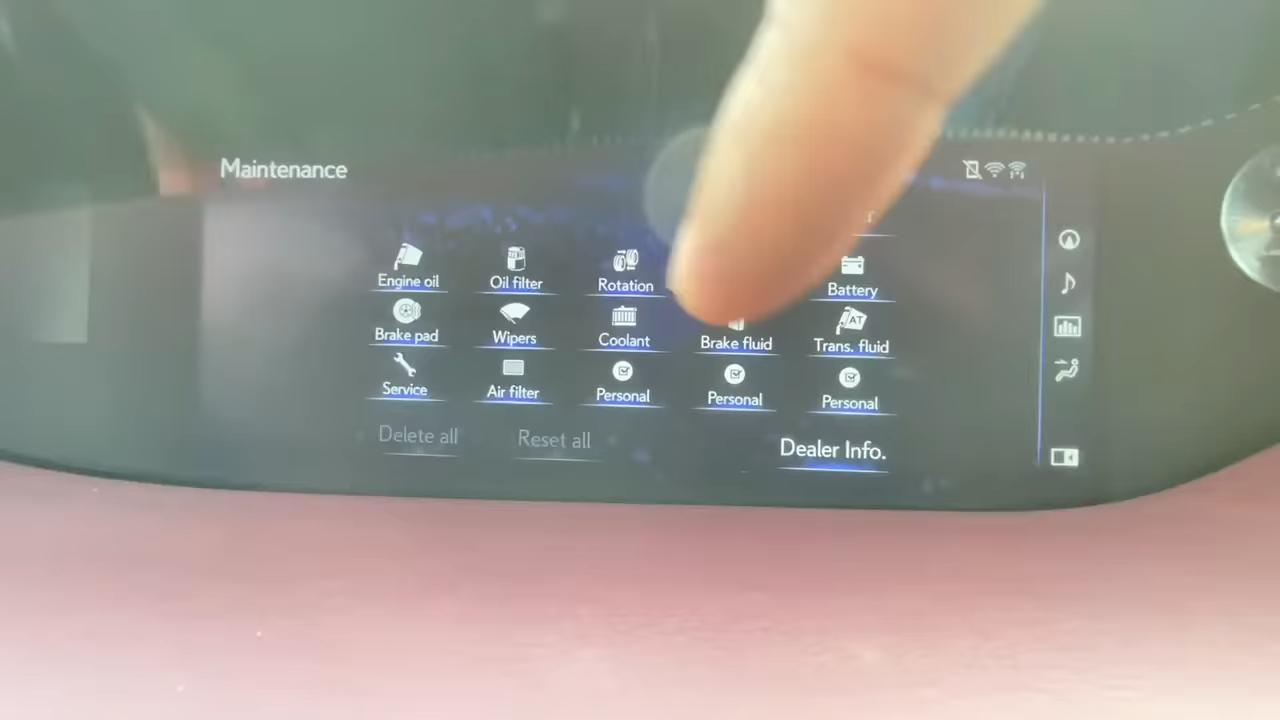 Maintenance
Engine oil Oil filter Rotation Battery
Brake pad Wipers Coolant Brake fluid Trans. fluid
Service Air filter Personal Personal Personal
Delete all Reset all Dealer Info.